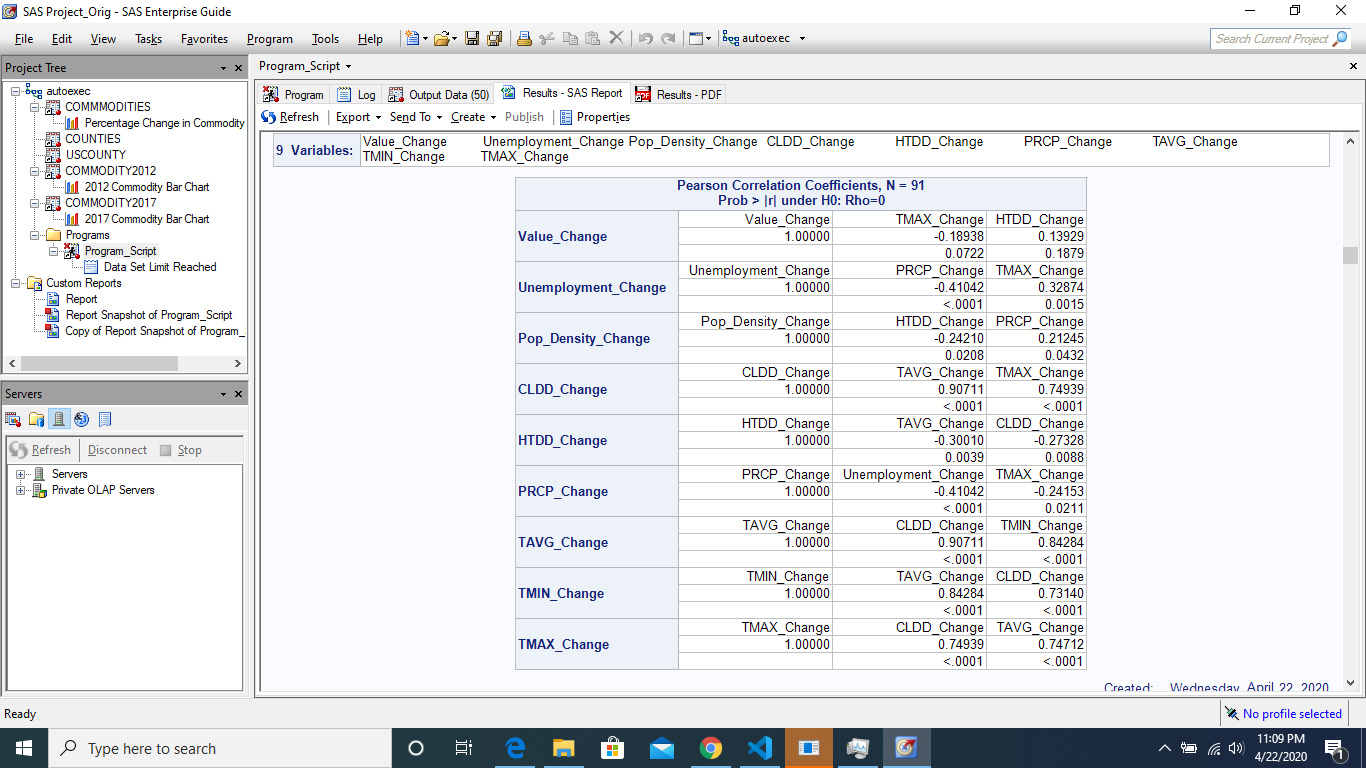 SAS Project_Orig - SAS Enterprise Guide
File Edit View Tasks Favorites Program Tools Help autoexec
Search Current Project
Project Tree
autoexec
COMMMODITIES
Percentage Change in Commodity
COUNTIES
USCOUNTY
COMMODITY2012
2012 Commodity Bar Chart
COMMODITY2017
2017 Commodity Bar Chart
Programs
Program_Script
Data Set Limit Reached
Custom Reports
Report
Report Snapshot of Program_Script
Copy of Report Snapshot of Program_
Servers
Refresh Disconnect Stop
Servers
Private OLAP Servers
Program_Script
Program Log Output Data (50) Results - SAS Report Results - PDF
Refresh Export Send To Create Publish Properties
9 Variables: Value_Change Unemployment_Change Pop_Density_Change CLDD_Change HTDD_Change PRCP_Change TAVG_Change
TMIN_Change TMAX_Change
Pearson Correlation Coefficients, N = 91
Prob > |r| under H0: Rho=0
Value_Change Value_Change TMAX_Change HTDD_Change
1.00000 -0.18938 0.13929
0.0722 0.1879
Unemployment_Change Unemployment_Change PRCP_Change TMAX_Change
1.00000 -0.41042 0.32874
<.0001 0.0015
Pop_Density_Change Pop_Density_Change HTDD_Change PRCP_Change
1.00000 -0.24210 0.21245
0.0208 0.0432
CLDD_Change CLDD_Change TAVG_Change TMAX_Change
1.00000 0.90711 0.74939
<.0001 <.0001
HTDD_Change HTDD_Change TAVG_Change CLDD_Change
1.00000 -0.30010 -0.27328
0.0039 0.0088
PRCP_Change PRCP_Change Unemployment_Change TMAX_Change
1.00000 -0.41042 -0.24153
<.0001 0.0211
TAVG_Change TAVG_Change CLDD_Change TMIN_Change
1.00000 0.90711 0.84284
<.0001 <.0001
TMIN_Change TMIN_Change TAVG_Change CLDD_Change
1.00000 0.84284 0.73140
<.0001 <.0001
TMAX_Change TMAX_Change CLDD_Change TAVG_Change
1.00000 0.74939 0.74712
<.0001 <.0001
Created: Wednesday, April 22, 2020
Ready
No profile selected
Type here to search
11:09 PM
4/22/2020
1